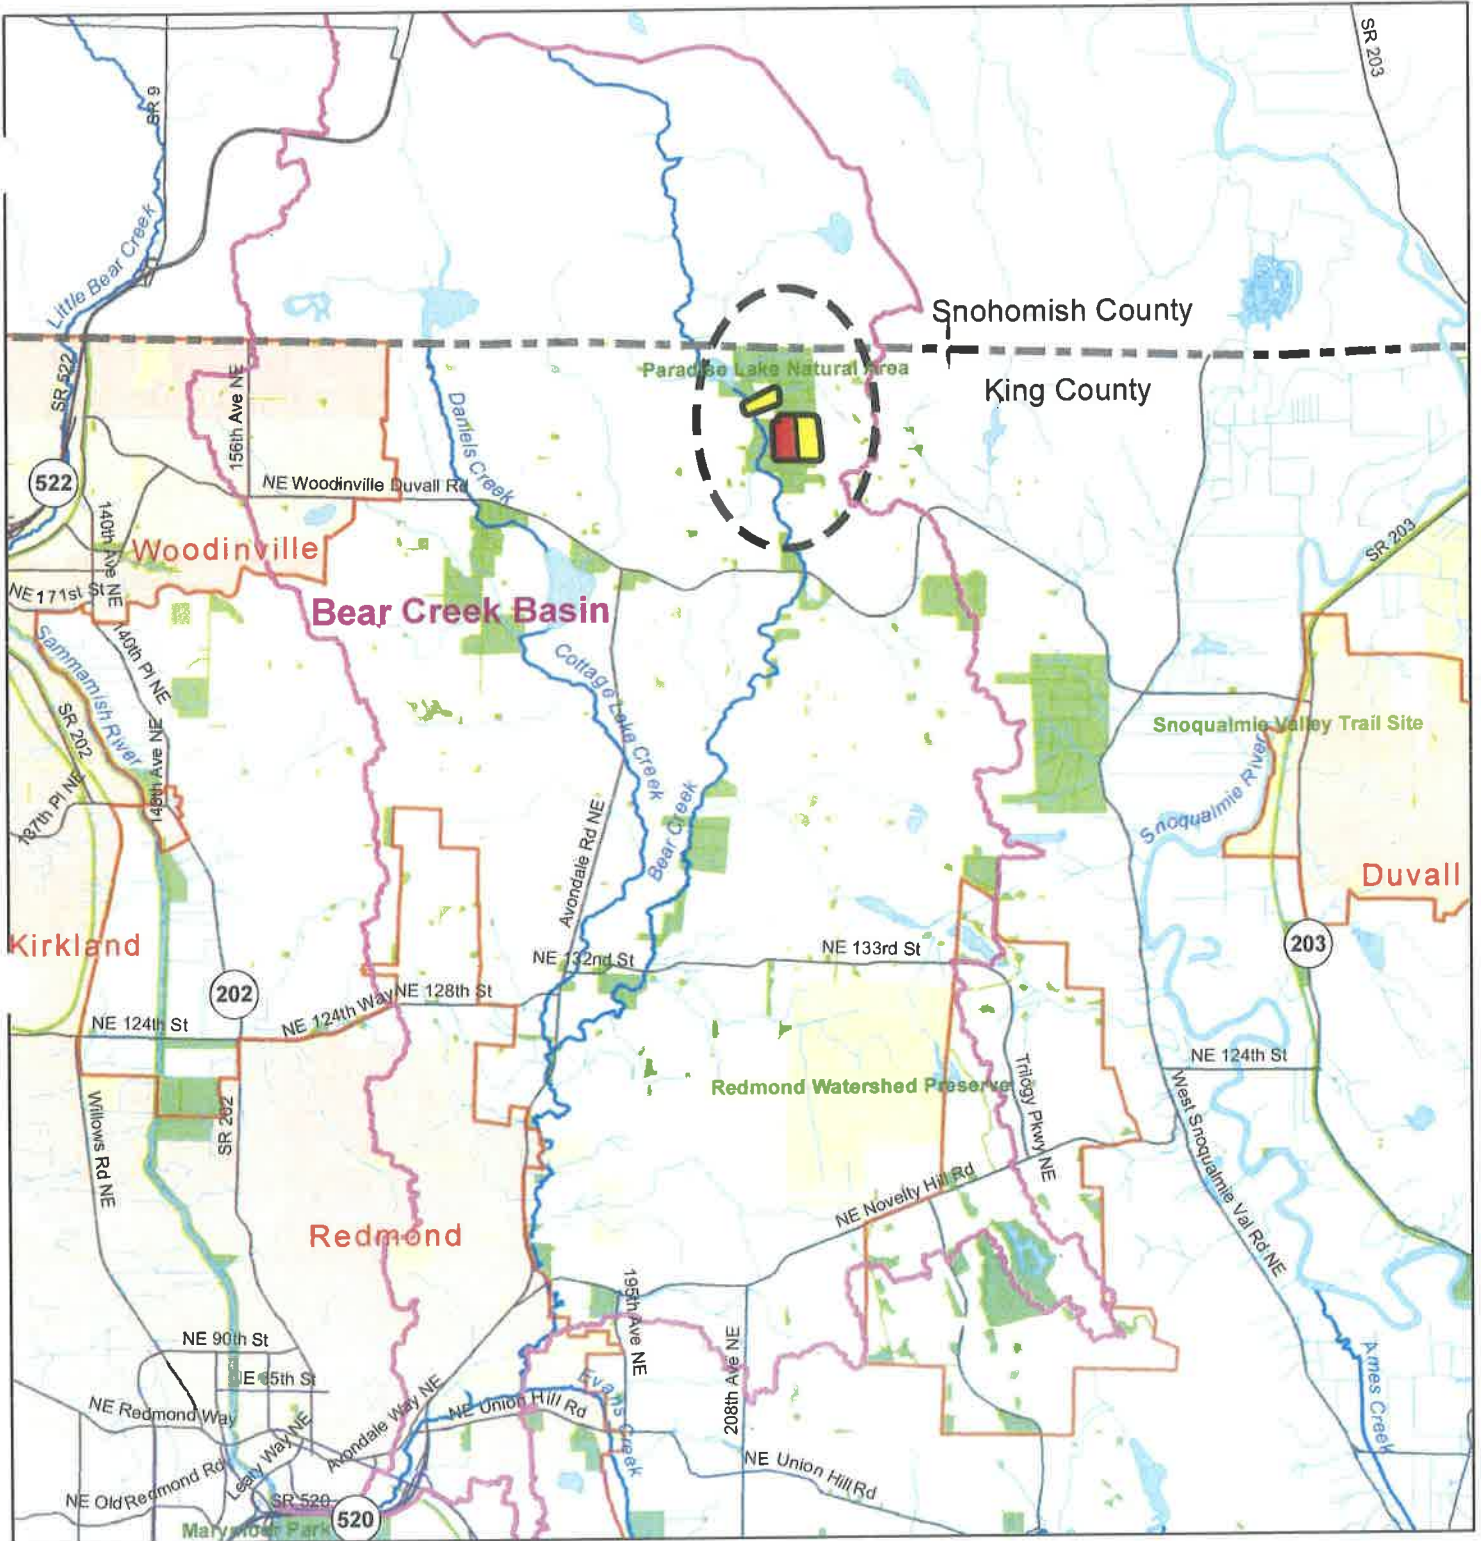 SR 203
SR 9
Little Bear Creek
Snohomish County
King County
SR 522
156th Ave NE
Paradise Lake Natural Area
Daniels Creek
522
NE Woodinville Duvall Rd
140th Ave NE
Woodinville
SR 203
NE 171st St
Bear Creek Basin
Sammamish River
140th Pl NE
Cottage Lake Creek
SR 202
148th Ave NE
Snoqualmie Valley Trail Site
Snoqualmie River
137th Pl NE
Avondale Rd NE
Bear Creek
Duvall
Kirkland
NE 132nd St
NE 133rd St
203
202
NE 124th Way
NE 128th St
NE 124th St
NE 124th St
Redmond Watershed Preserve
Trilogy Pkwy NE
Willows Rd NE
SR 202
West Snoqualmie Val Rd NE
NE Novelty Hill Rd
Redmond
195th Ave NE
NE 90th St
208th Ave NE
NE 85th St
Ames Creek
Evans Creek
NE Redmond Way
NE Union Hill Rd
Avondale Way NE
Leary Way NE
NE Union Hill Rd
NE Old Redmond Rd
SR 520
520
Marymoor Park